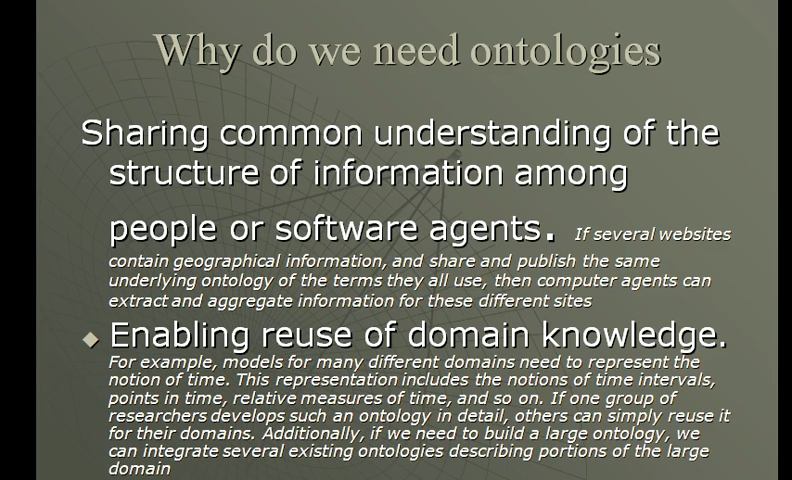 Why do we need ontologies
Sharing common understanding of the
structure of information among
people or software agents. If several websites
contain geographical information, and share and publish the same
underlying ontology of the terms they all use, then computer agents can
extract and aggregate information for these different sites
Enabling reuse of domain knowledge.
For example, models for many different domains need to represent the
notion of time. This representation includes the notions of time intervals,
points in time, relative measures of time, and so on. If one group of
researchers develops such an ontology in detail, others can simply reuse it
for their domains. Additionally, if we need to build a large ontology, we
can integrate several existing ontologies describing portions of the large
domain